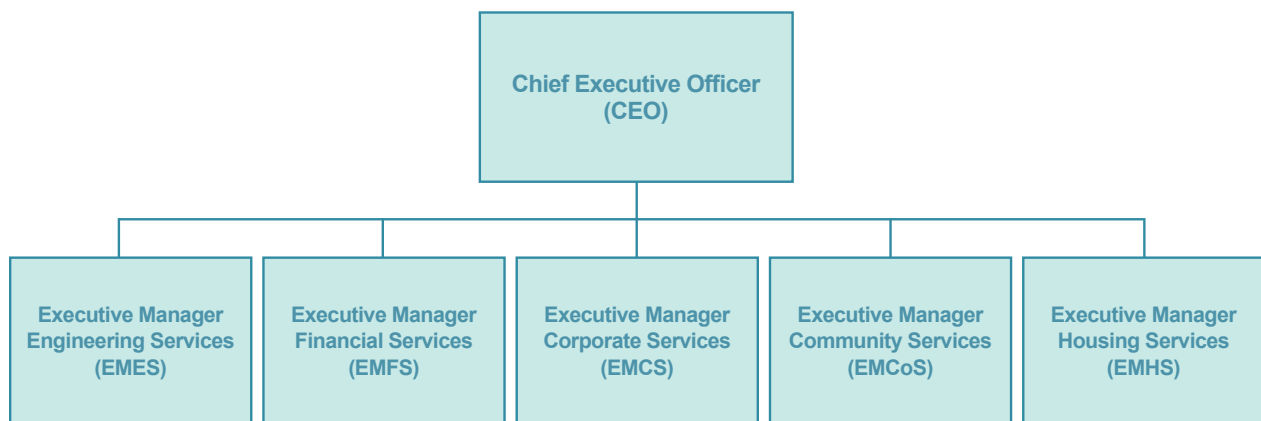 Chief Executive Officer
(CEO)
Executive Manager
Engineering Services
(EMES)
Executive Manager
Financial Services
(EMFS)
Executive Manager
Corporate Services
(EMCS)
Executive Manager
Community Services
(EMCoS)
Executive Manager
Housing Services
(EMHS)